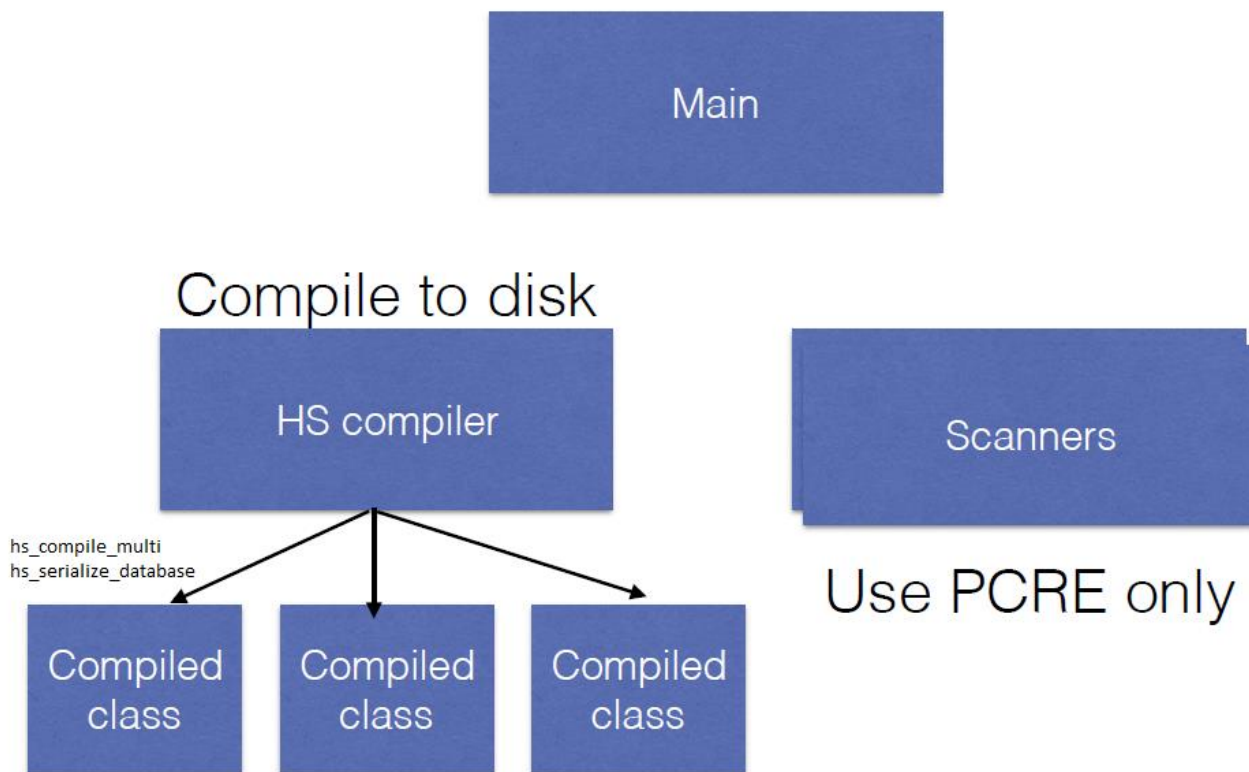 Main
Compile to disk
HS compiler
Scanners
hs_compile_multi
hs_serialize_database
Use PCRE only
Compiled
class
Compiled
class
Compiled
class